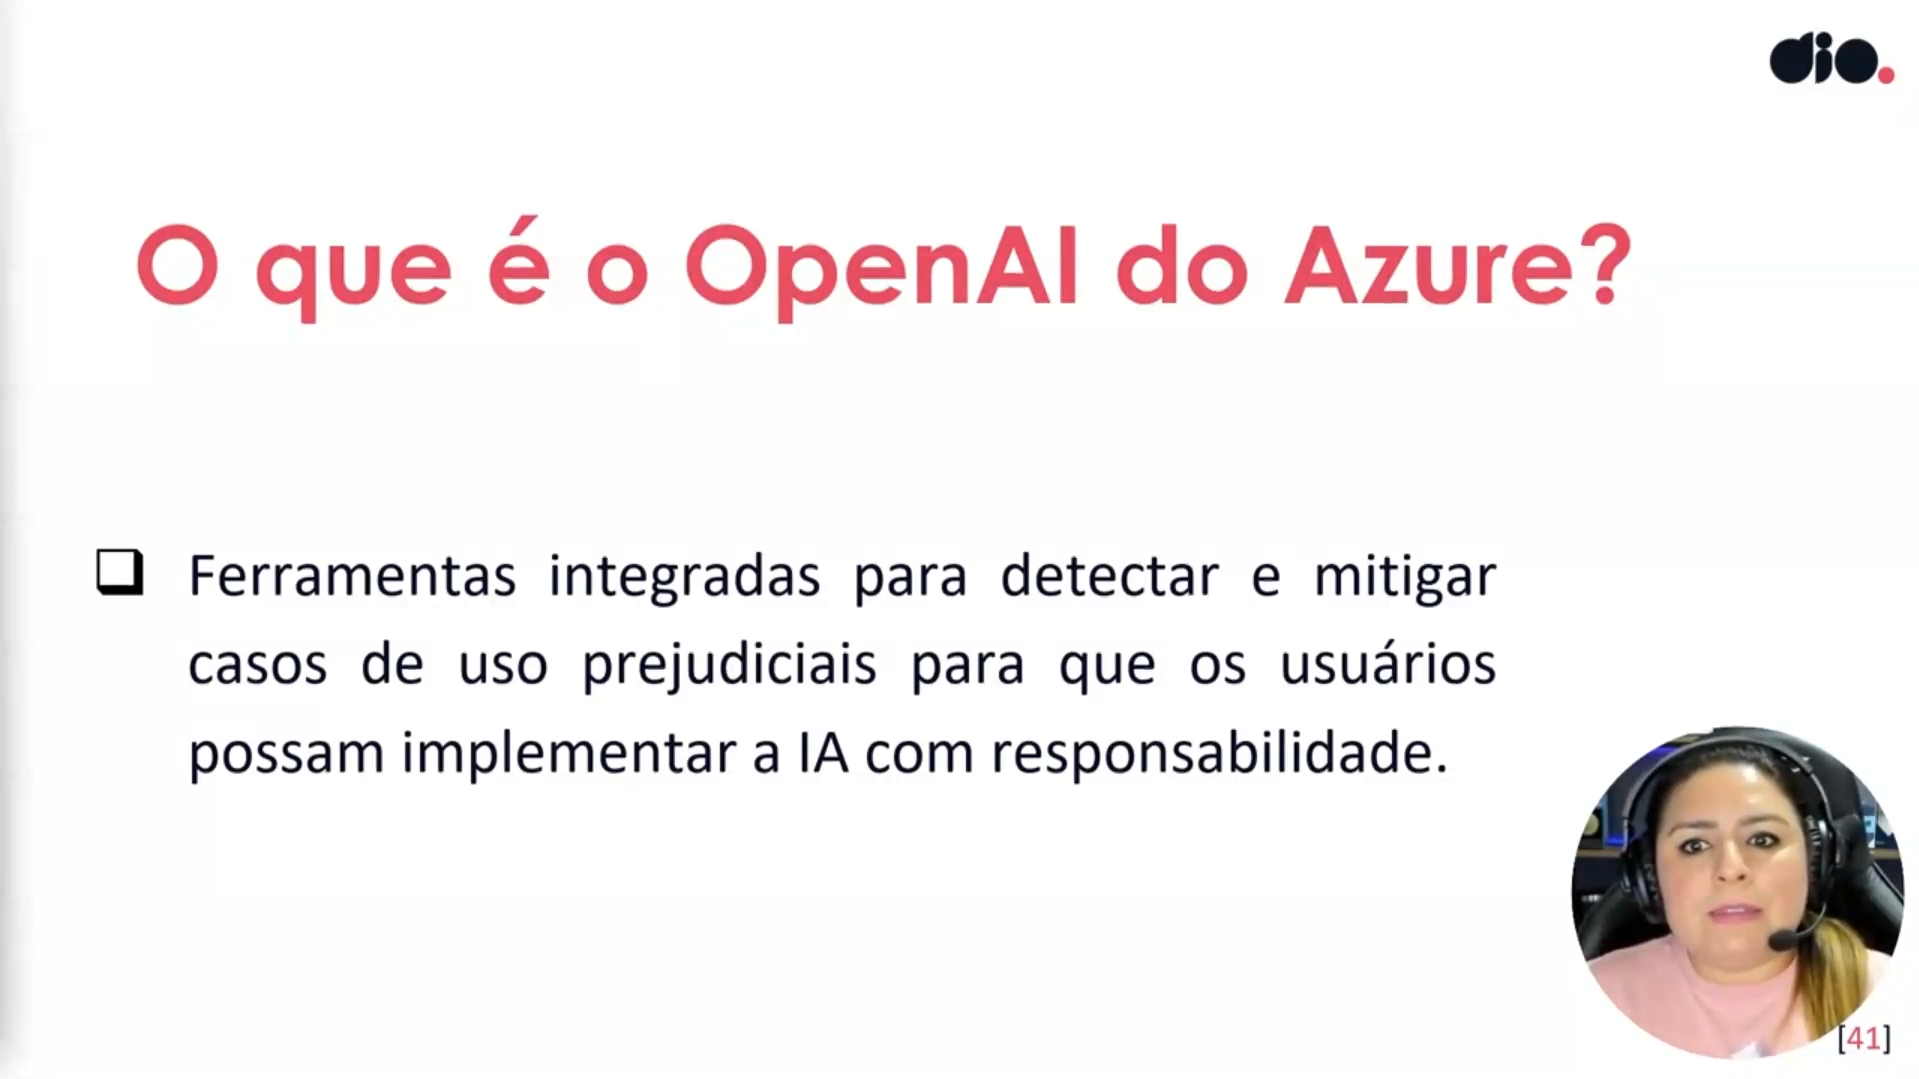 dio.
O que é o OpenAI do Azure?
Ferramentas integradas para detectar e mitigar
casos de uso prejudiciais para que os usuários
possam implementar a IA com responsabilidade.
[41]